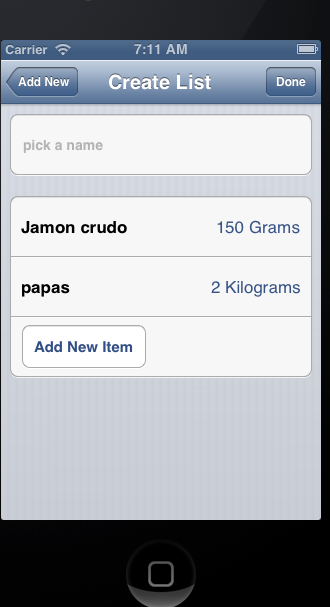 Carrier 7:11 AM
Add New Create List Done
pick a name
Jamon crudo 150 Grams
papas 2 Kilograms
Add New Item